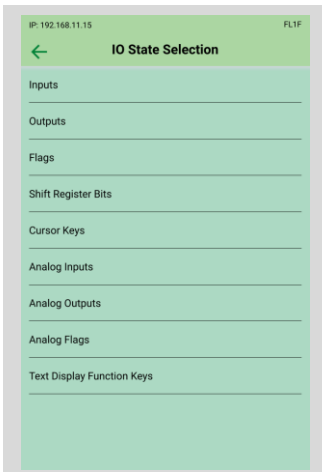 IP: 192.168.11.15 FL1F
IO State Selection
Inputs
Outputs
Flags
Shift Register Bits
Cursor Keys
Analog Inputs
Analog Outputs
Analog Flags
Text Display Function Keys